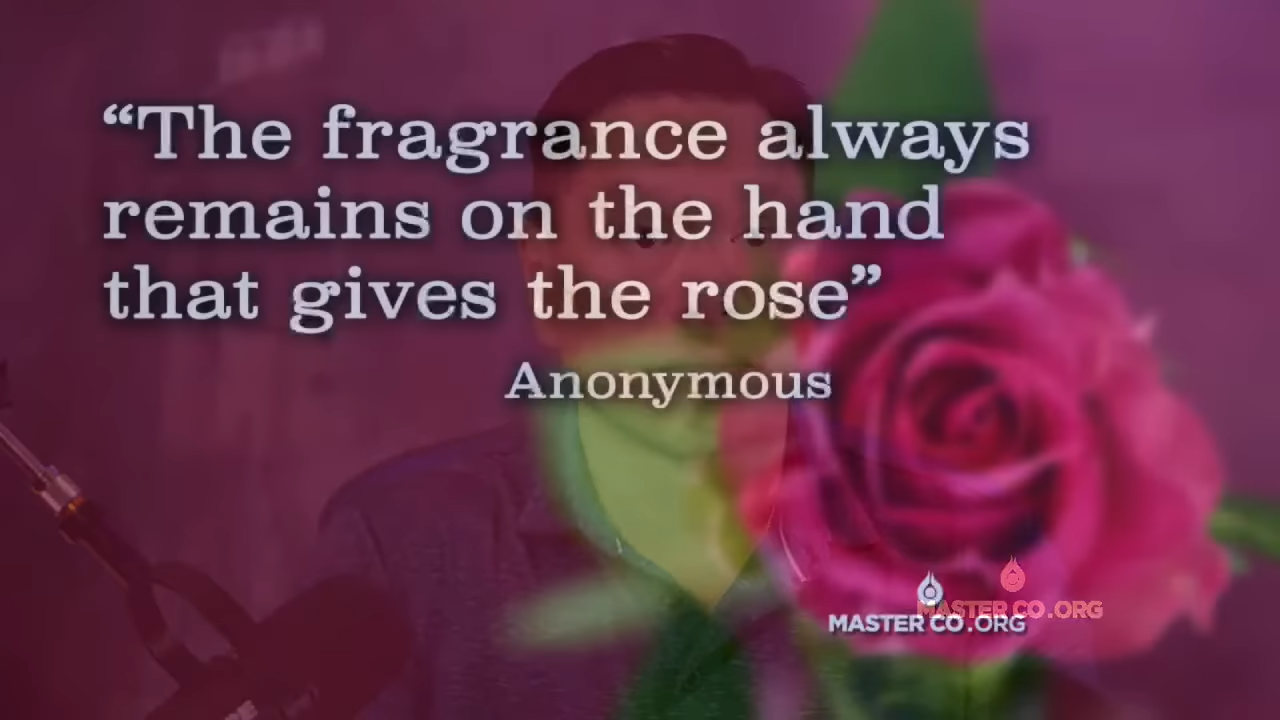 “The fragrance always
remains on the hand
that gives the rose”
Anonymous
MASTER CO.ORG
MASTER CO.ORG